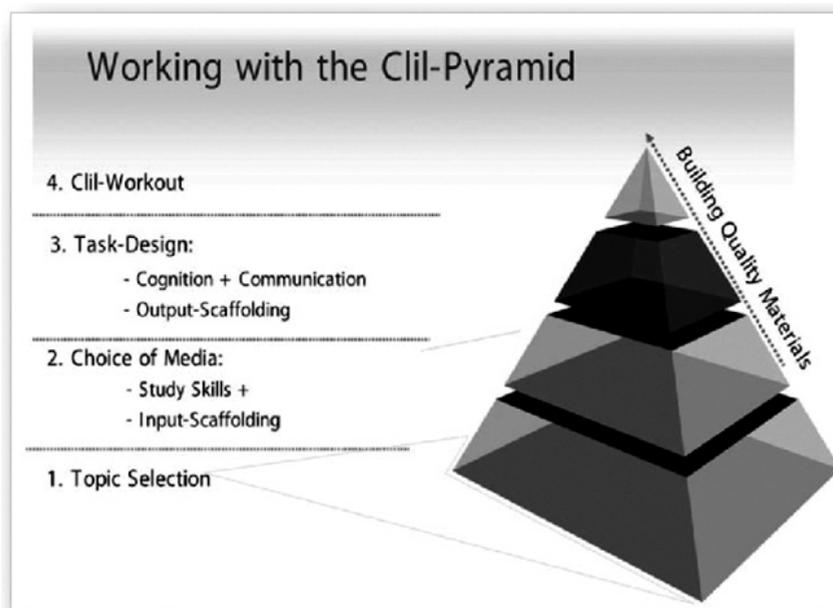 Working with the Clil-Pyramid
4. Clil-Workout
3. Task-Design:
- Cognition + Communication
- Output-Scaffolding
2. Choice of Media:
- Study Skills +
- Input-Scaffolding
1. Topic Selection
Building Quality Materials